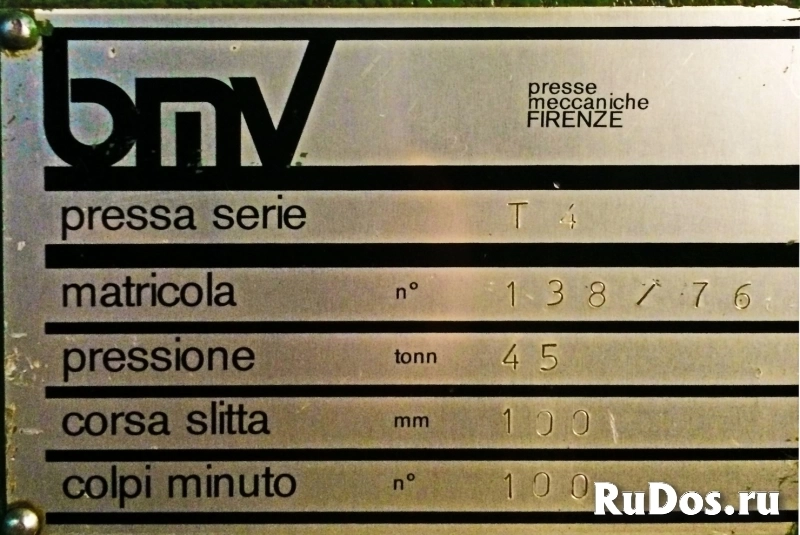 bmv
presse
meccaniche
FIRENZE
pressa serie T 4
matricola n° 138/76
pressione tonn 45
corsa slitta mm 100
colpi minuto n° 100
RuDos.ru